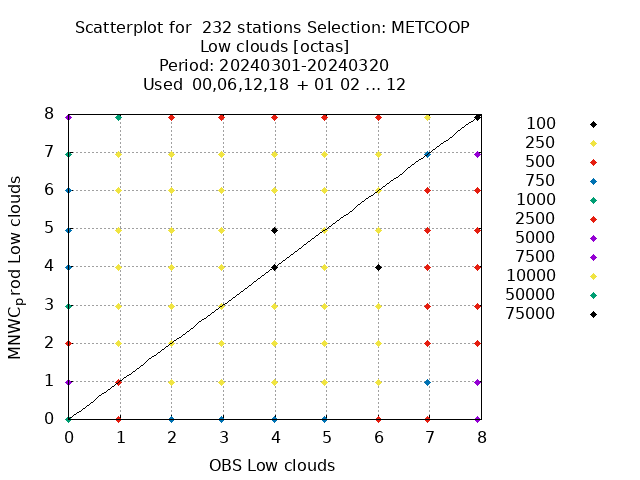 Scatterplot for  232 stations Selection: METCOOP
Low clouds [octas]
Period: 20240301-20240320
Used  00,06,12,18  + 01 02 ... 12
MNWC_prod Low clouds
8
7
6
5
4
3
2
1
0
0 1 2 3 4 5 6 7 8
OBS Low clouds
100
250
500
750
1000
2500
5000
7500
10000
50000
75000